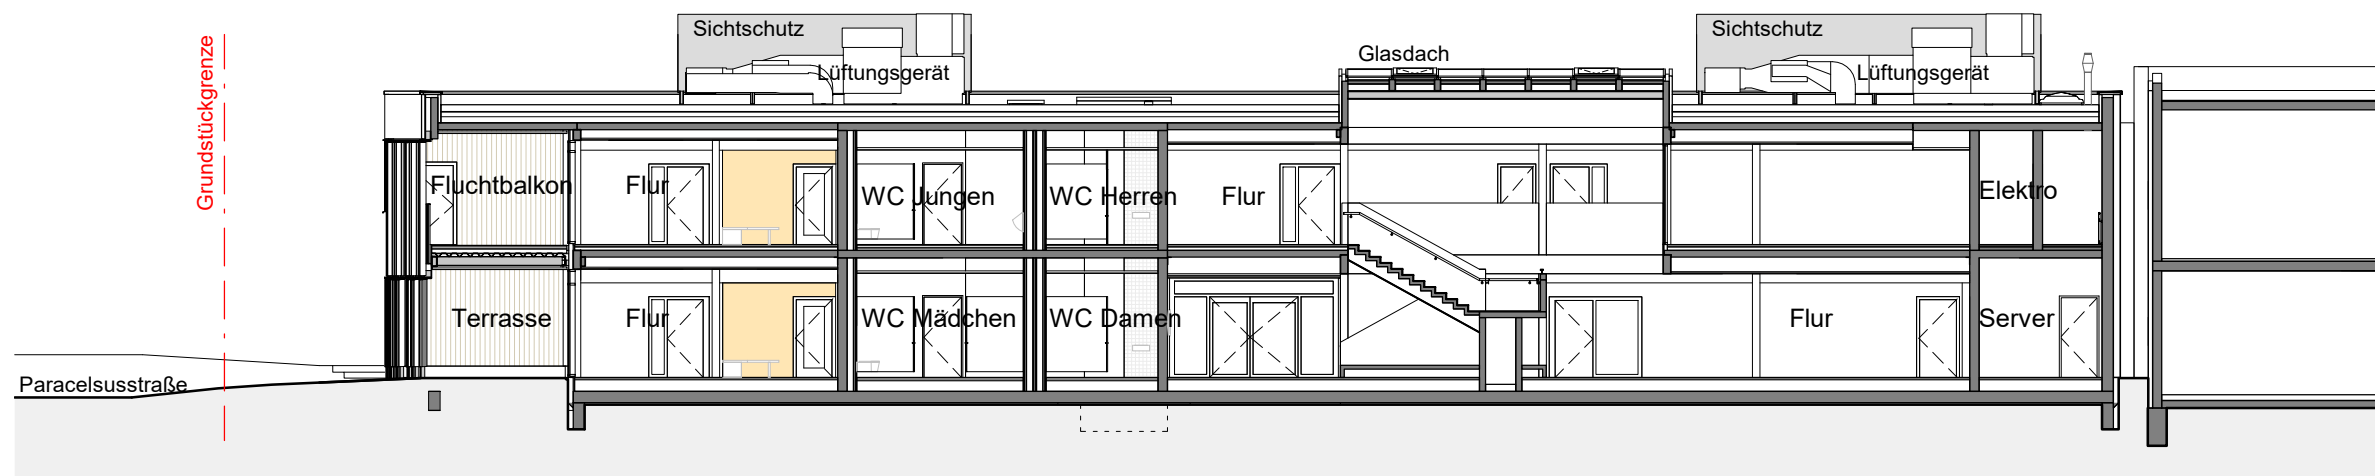 Sichtschutz
Sichtschutz
Glasdach
Lüftungsgerät
Lüftungsgerät
Grundstückgrenze
Fluchtbalkon
Flur
WC Jungen
WC Herren
Flur
Elektro
Terrasse
Flur
WC Mädchen
WC Damen
Flur
Server
Paracelsusstraße